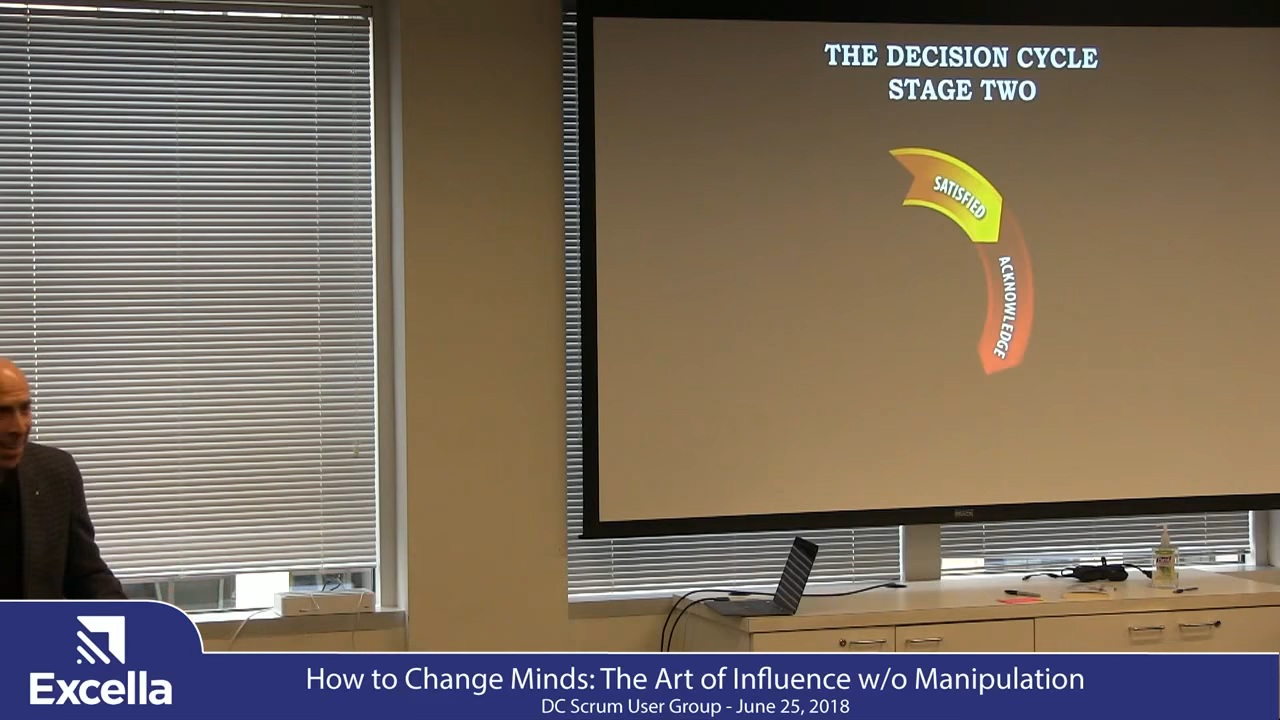 THE DECISION CYCLE
STAGE TWO
SATISFIED
ACKNOWLEDGE
Excella
How to Change Minds: The Art of Influence w/o Manipulation
DC Scrum User Group - June 25, 2018